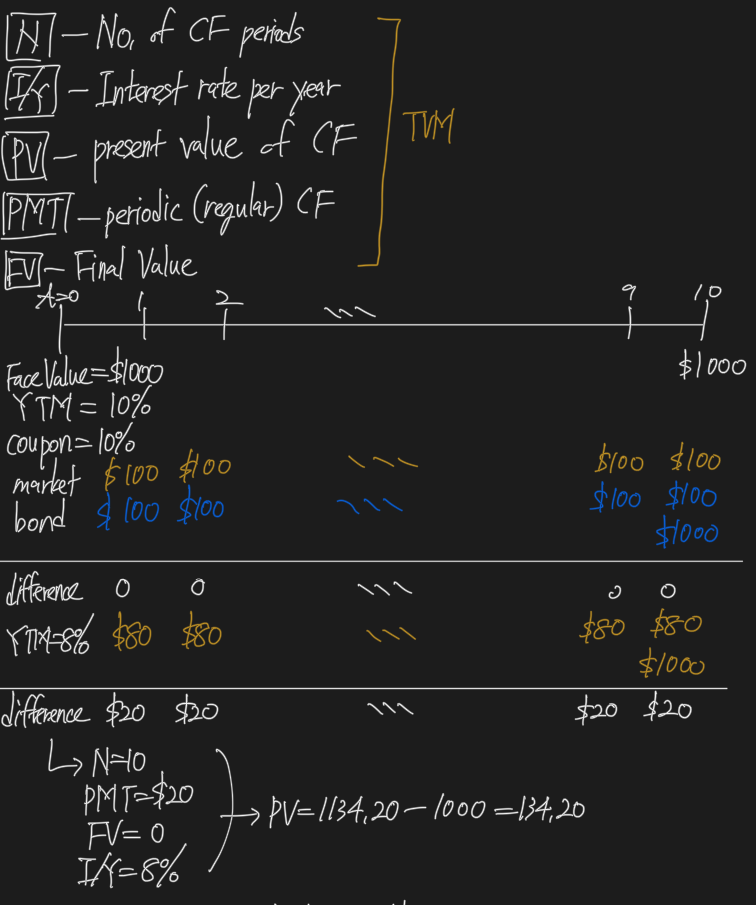 N — No. of CF periods
I/Y — Interest rate per year
PV — present value of CF
PMT — periodic (regular) CF
FV — Final Value
TVM
t=0 1 2 9 10
$1000
Face Value = $1000
YTM = 10%
coupon = 10%
market $100 $100 $100 $100
bond $100 $100 $100 $100
$1000
difference 0 0 0 0
YTM=8% $80 $80 $80 $80
$1000
difference $20 $20 $20 $20
↳ N=10
PMT=$20
FV=0
I/Y=8%
→ PV=1134.20 - 1000 = 134.20